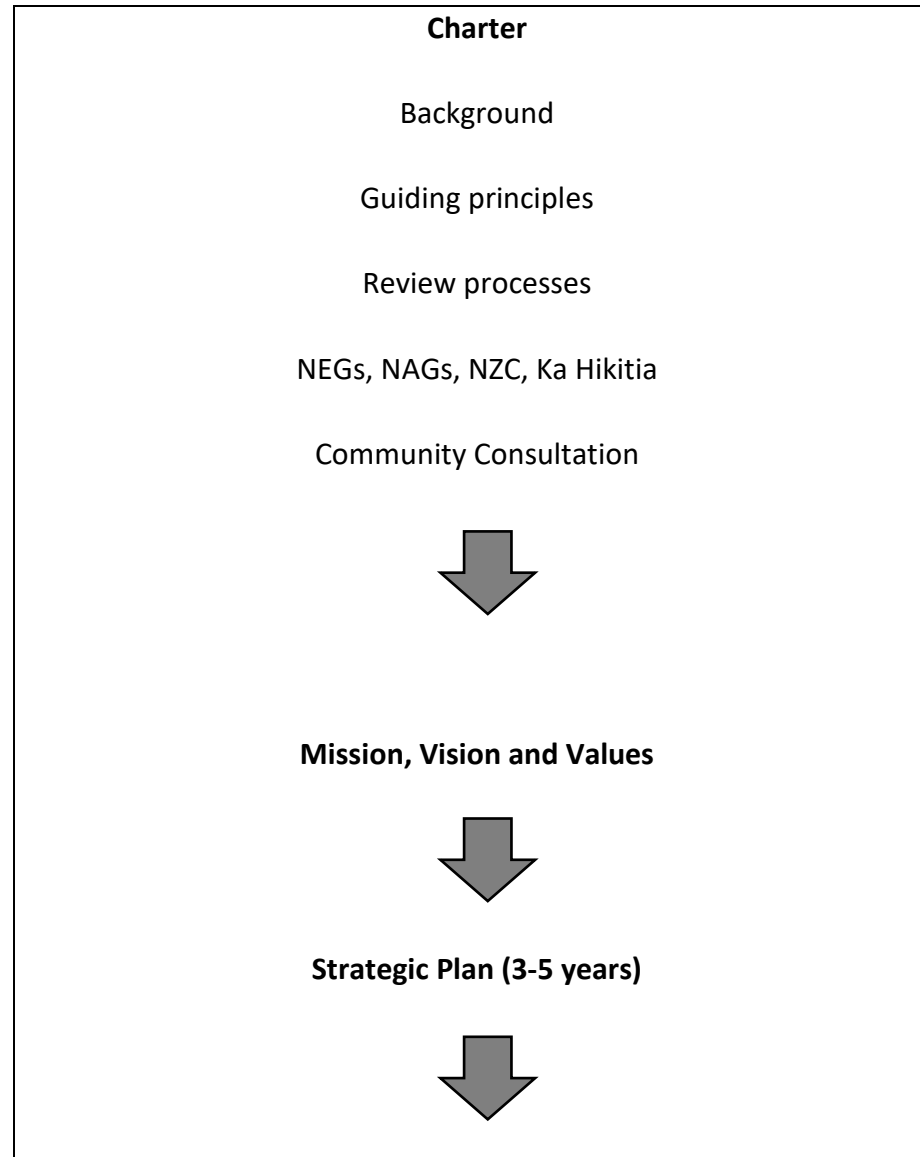 Charter
Background
Guiding principles
Review processes
NEGs, NAGs, NZC, Ka Hikitia
Community Consultation
Mission, Vision and Values
Strategic Plan (3-5 years)